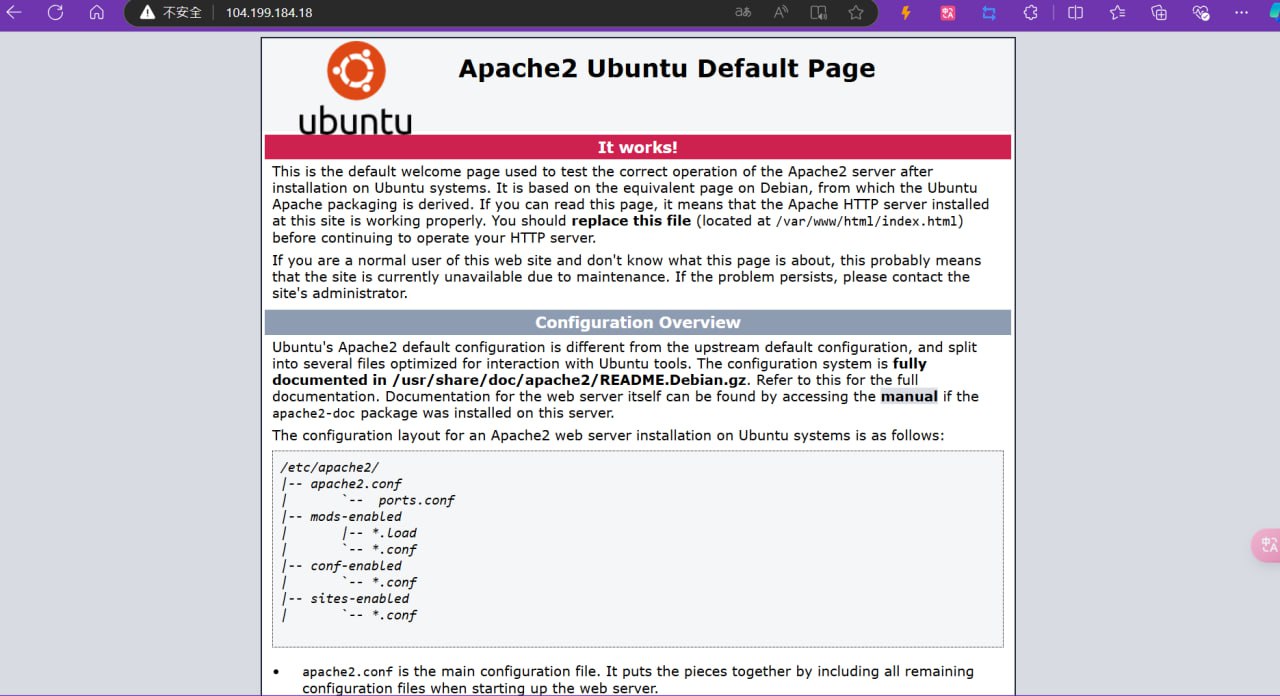 不安全 104.199.184.18
Apache2 Ubuntu Default Page
ubuntu
It works!
This is the default welcome page used to test the correct operation of the Apache2 server after
installation on Ubuntu systems. It is based on the equivalent page on Debian, from which the Ubuntu
Apache packaging is derived. If you can read this page, it means that the Apache HTTP server installed
at this site is working properly. You should replace this file (located at /var/www/html/index.html)
before continuing to operate your HTTP server.
If you are a normal user of this web site and don't know what this page is about, this probably means
that the site is currently unavailable due to maintenance. If the problem persists, please contact the
site's administrator.
Configuration Overview
Ubuntu's Apache2 default configuration is different from the upstream default configuration, and split
into several files optimized for interaction with Ubuntu tools. The configuration system is fully
documented in /usr/share/doc/apache2/README.Debian.gz. Refer to this for the full
documentation. Documentation for the web server itself can be found by accessing the manual if the
apache2-doc package was installed on this server.
The configuration layout for an Apache2 web server installation on Ubuntu systems is as follows:
/etc/apache2/
|-- apache2.conf
|       `--  ports.conf
|-- mods-enabled
|       |-- *.load
|       `-- *.conf
|-- conf-enabled
|       `-- *.conf
|-- sites-enabled
|       `-- *.conf
• apache2.conf is the main configuration file. It puts the pieces together by including all remaining
configuration files when starting up the web server.